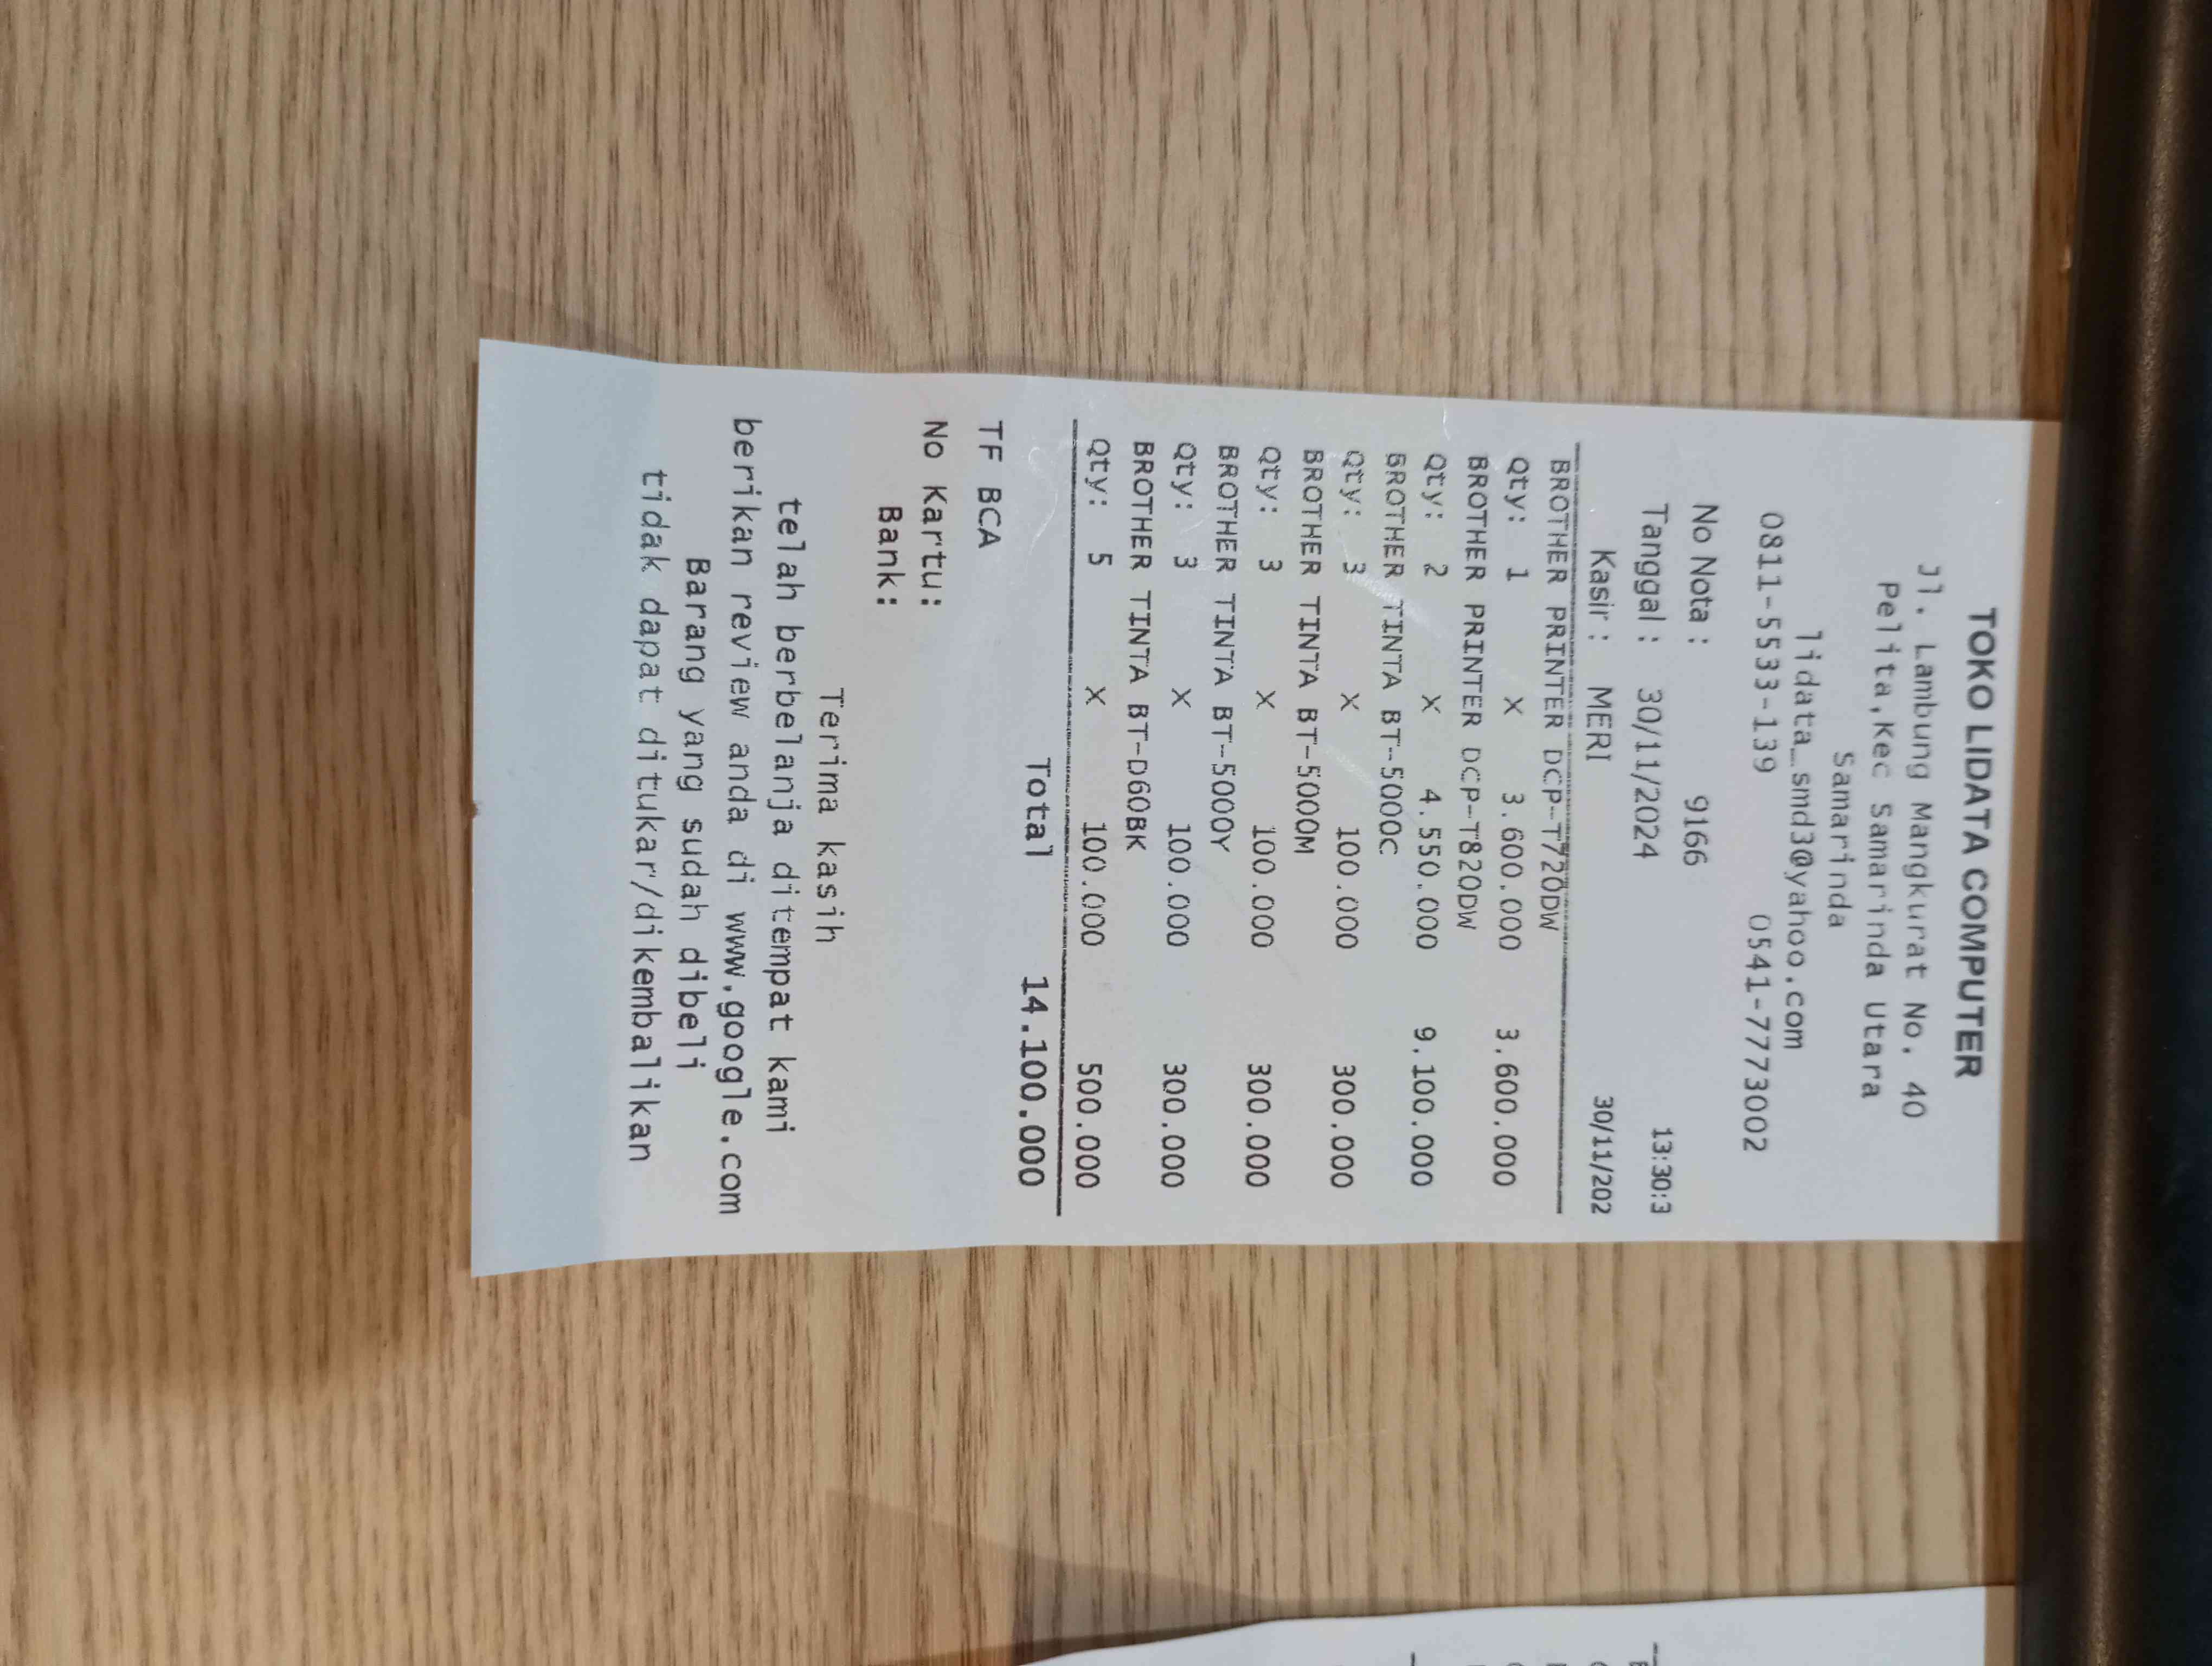 TOKO LIDATA COMPUTER
Jl. Lambung Mangkurat No. 40
Pelita,Kec Samarinda Utara
Samarinda
lidata_smd3@yahoo.com
0811-5533-139 0541-7773002
No Nota : 9166
Tanggal : 30/11/2024 13:30:3
Kasir : MERI 30/11/202
BROTHER PRINTER DCP-T720DW
Qty: 1 X 3.600.000 3.600.000
BROTHER PRINTER DCP-T820DW
Qty: 2 X 4.550.000 9.100.000
BROTHER TINTA BT-5000C
Qty: 3 X 100.000 300.000
BROTHER TINTA BT-5000M
Qty: 3 X 100.000 300.000
BROTHER TINTA BT-5000Y
Qty: 3 X 100.000 300.000
BROTHER TINTA BT-D60BK
Qty: 5 X 100.000 500.000
Total 14.100.000
TF BCA
No Kartu:
Bank:
Terima kasih
telah berbelanja ditempat kami
berikan review anda di www.google.com
Barang yang sudah dibeli
tidak dapat ditukar/dikembalikan